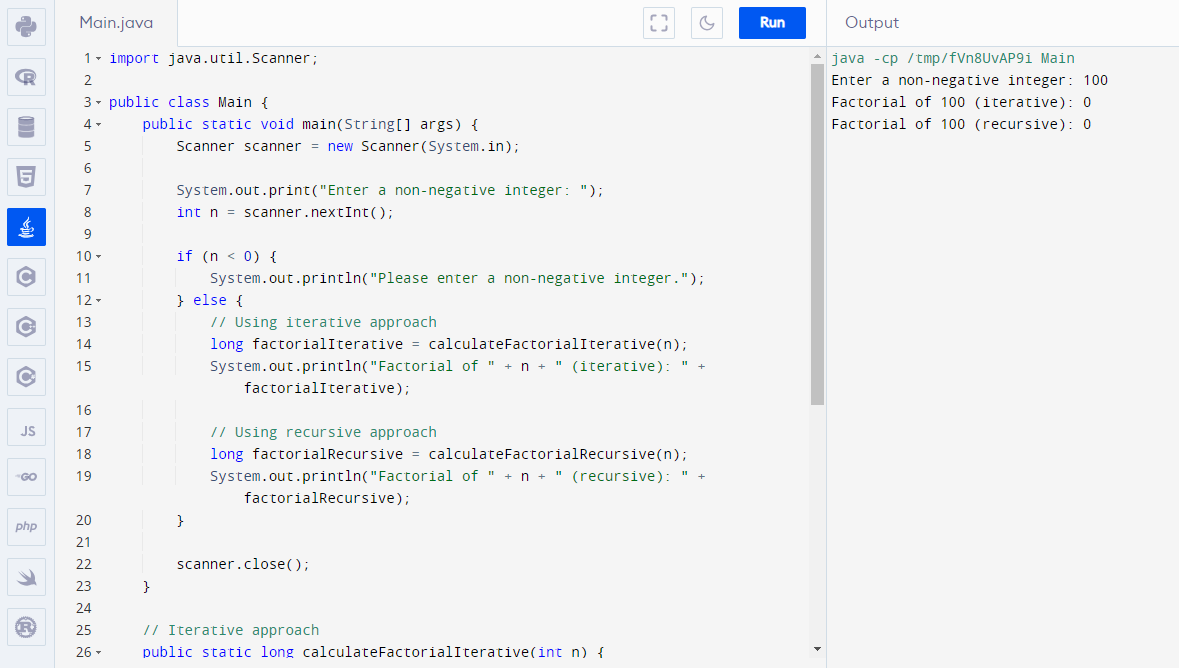 Main.java
Run
Output
1 import java.util.Scanner;
2
3 public class Main {
4 public static void main(String[] args) {
5 Scanner scanner = new Scanner(System.in);
6
7 System.out.print("Enter a non-negative integer: ");
8 int n = scanner.nextInt();
9
10 if (n < 0) {
11 System.out.println("Please enter a non-negative integer.");
12 } else {
13 // Using iterative approach
14 long factorialIterative = calculateFactorialIterative(n);
15 System.out.println("Factorial of " + n + " (iterative): " +
factorialIterative);
16
17 // Using recursive approach
18 long factorialRecursive = calculateFactorialRecursive(n);
19 System.out.println("Factorial of " + n + " (recursive): " +
factorialRecursive);
20 }
21
22 scanner.close();
23 }
24
25 // Iterative approach
26 public static long calculateFactorialIterative(int n) {
java -cp /tmp/fVn8UvAP9i Main
Enter a non-negative integer: 100
Factorial of 100 (iterative): 0
Factorial of 100 (recursive): 0
R
5
C
C
C
JS
GO
php
R